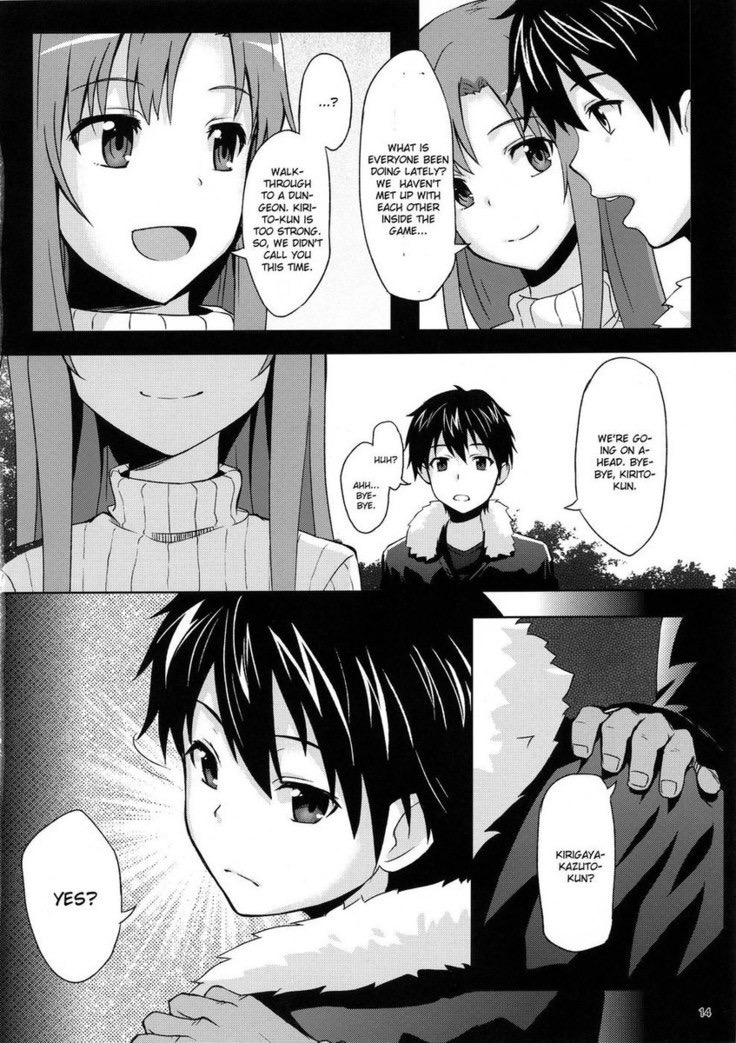 WHAT IS
EVERYONE BEEN
DOING LATELY?
WE HAVEN'T
MET UP WITH
EACH OTHER
INSIDE THE
GAME...
...?
WALK-
THROUGH
TO A DUN-
GEON. KIRI-
TO-KUN IS
TOO STRONG.
SO, WE DIDN'T
CALL YOU
THIS TIME.
WE'RE GO-
ING ON A-
HEAD. BYE-
BYE, KIRITO-
KUN.
HUH?
AHH...
BYE-
BYE.
KIRIGAYA-
KAZUTO-
KUN?
YES?
14